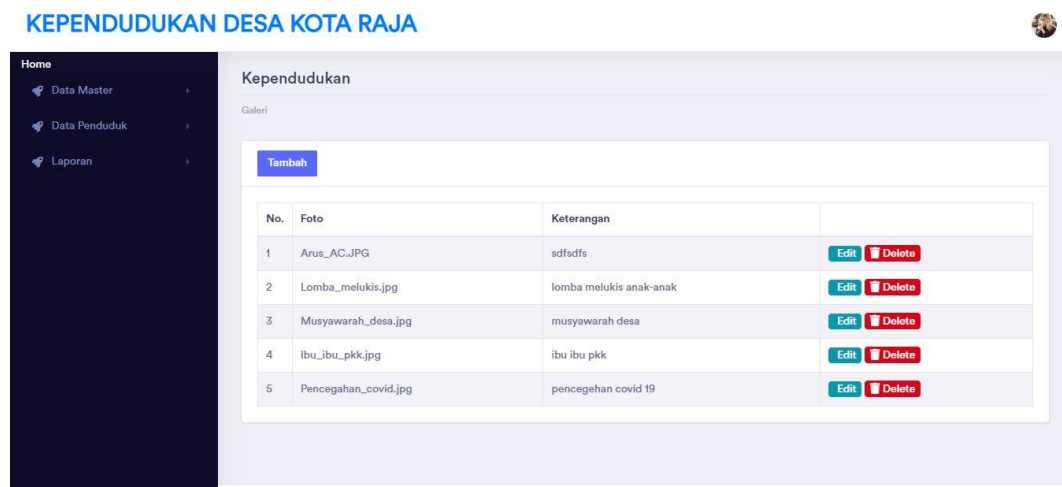 KEPENDUDUKAN DESA KOTA RAJA
Home
Data Master
Data Penduduk
Laporan
Kependudukan
Galeri
Tambah
No. Foto Keterangan
1 Arus_AC.JPG sdfsdfs Edit Delete
2 Lomba_melukis.jpg lomba melukis anak-anak Edit Delete
3 Musyawarah_desa.jpg musyawarah desa Edit Delete
4 Ibu_ibu_pkk.jpg ibu ibu pkk Edit Delete
5 Pencegahan_covid.jpg pencegehan covid 19 Edit Delete